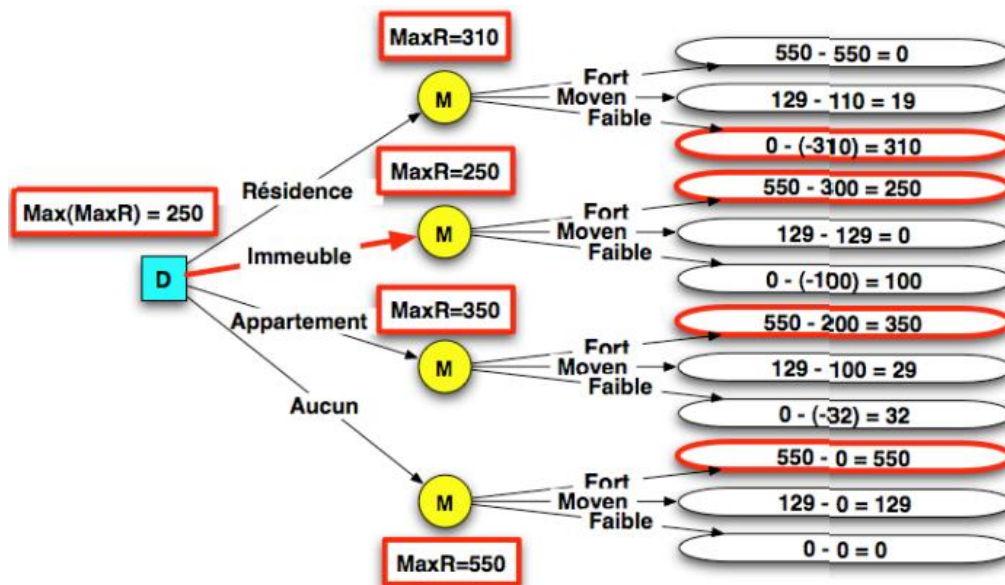 MaxR=310
550 - 550 = 0
Fort
M
Moyen
129 - 110 = 19
Faible
0 - (-310) = 310
MaxR=250
550 - 300 = 250
Résidence
Fort
Max(MaxR) = 250
M
Moyen
129 - 129 = 0
Immeuble
Faible
D
0 - (-100) = 100
MaxR=350
Appartement
550 - 200 = 350
Fort
M
Moyen
129 - 100 = 29
Faible
Aucun
0 - (-32) = 32
550 - 0 = 550
Fort
M
Moyen
129 - 0 = 129
Faible
0 - 0 = 0
MaxR=550